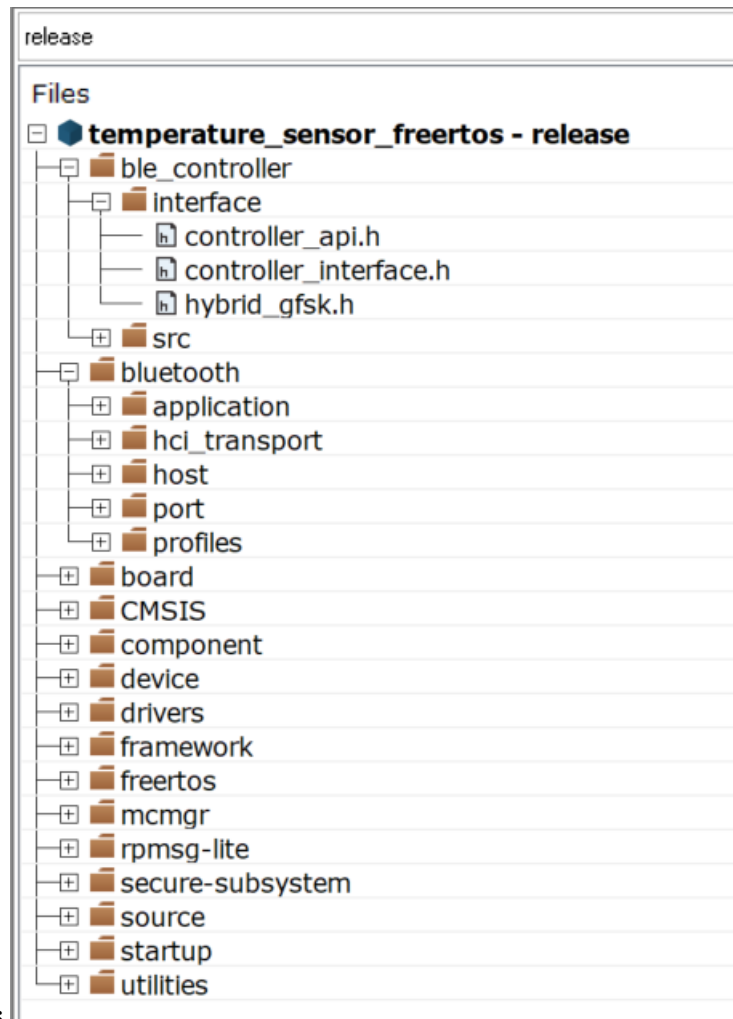 release
Files
temperature_sensor_freertos - release
ble_controller
interface
controller_api.h
controller_interface.h
hybrid_gfsk.h
src
bluetooth
application
hci_transport
host
port
profiles
board
CMSIS
component
device
drivers
framework
freertos
mcmgr
rpmsg-lite
secure-subsystem
source
startup
utilities